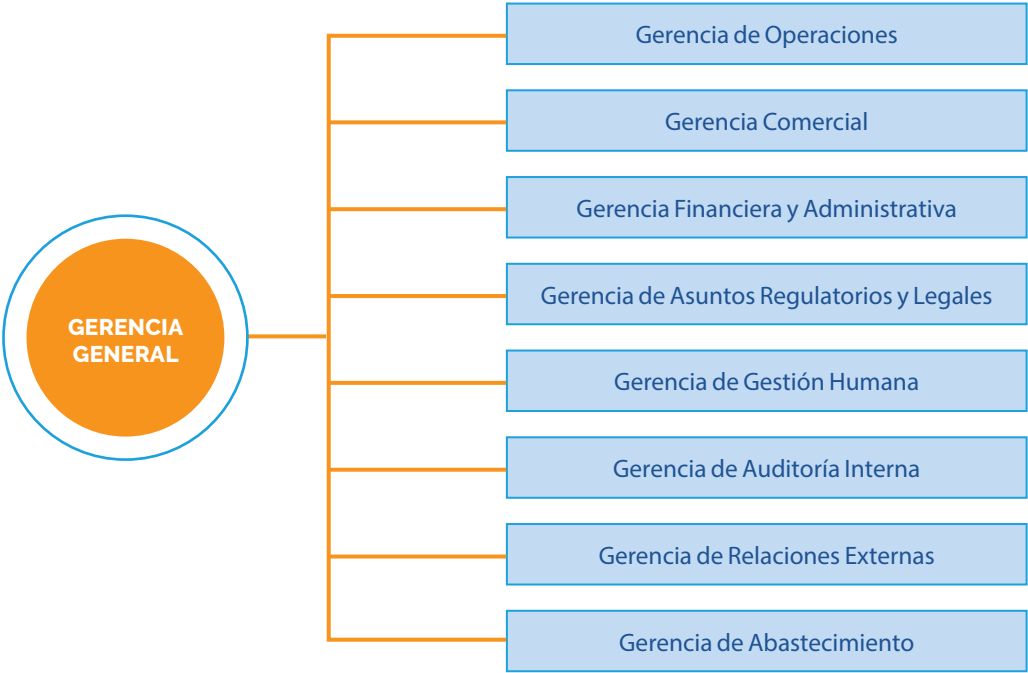 Gerencia de Operaciones
Gerencia Comercial
Gerencia Financiera y Administrativa
Gerencia de Asuntos Regulatorios y Legales
GERENCIA
GENERAL
Gerencia de Gestión Humana
Gerencia de Auditoría Interna
Gerencia de Relaciones Externas
Gerencia de Abastecimiento